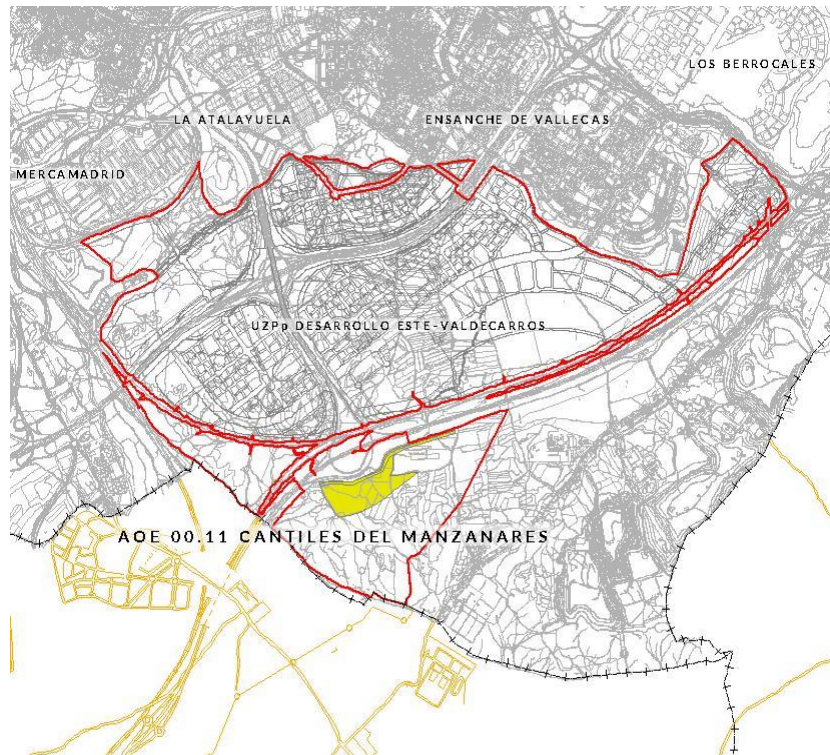 LOS BERROCALES
LA ATALAYUELA
ENSANCHE DE VALLECAS
MERCAMADRID
UZPp DESARROLLO ESTE-VALDECARROS
AOE 00.11 CANTILES DEL MANZANARES